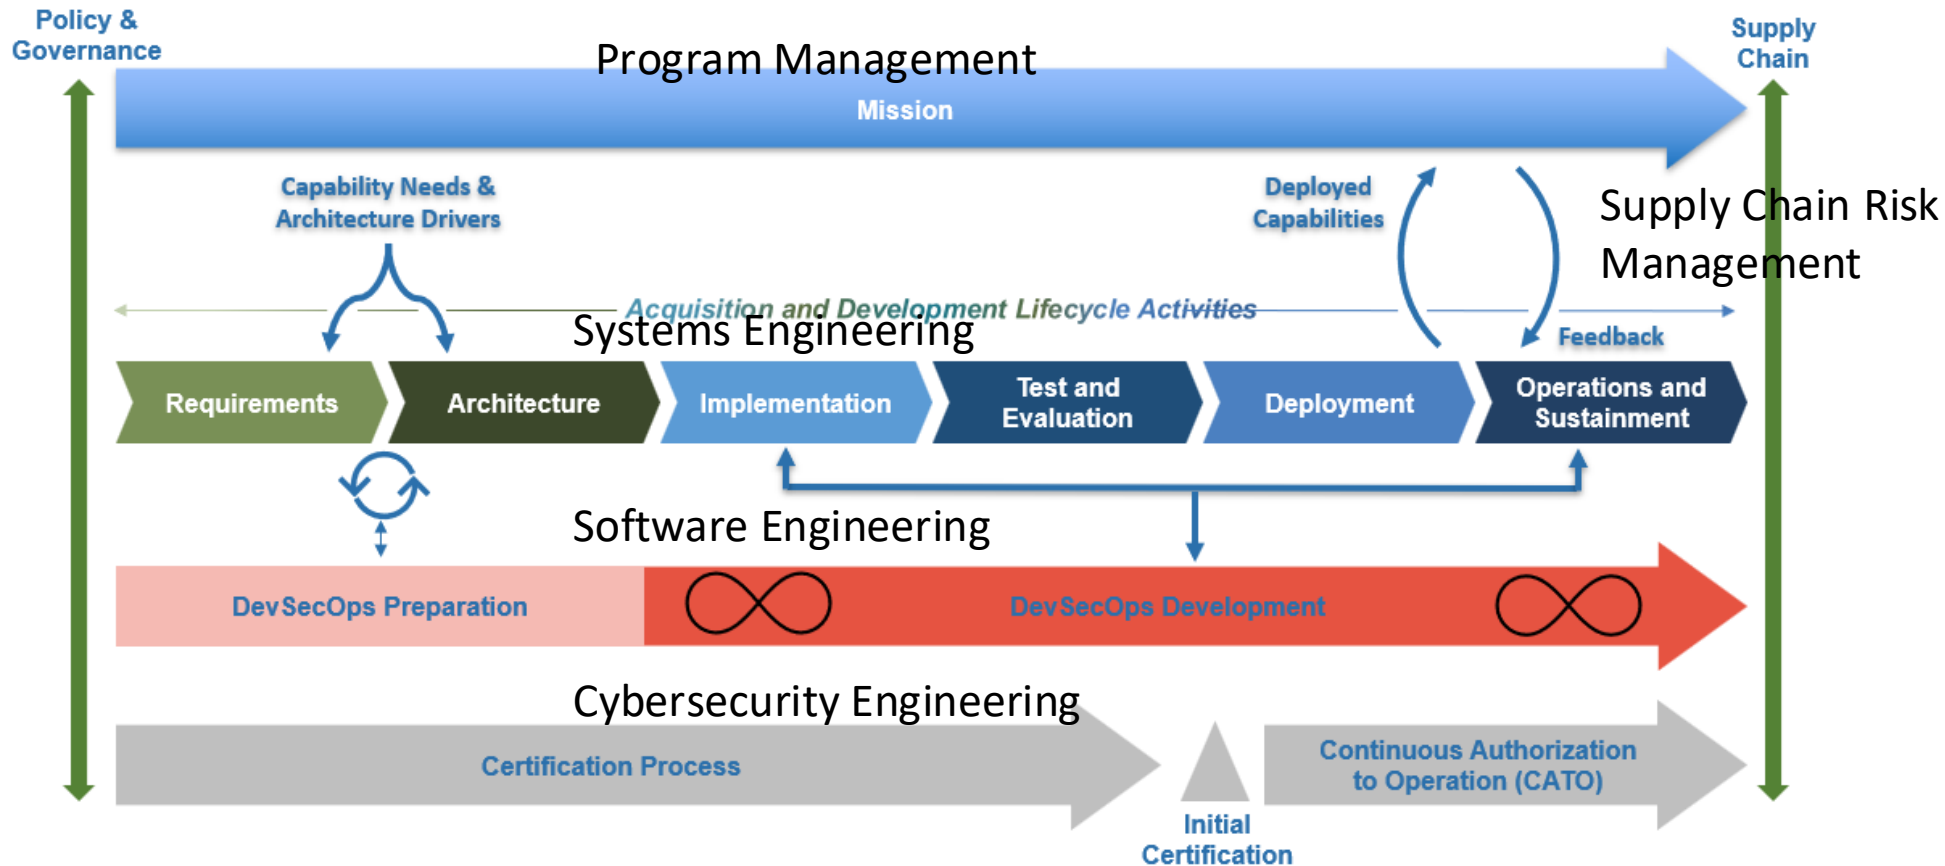 Policy &
Governance
Supply
Chain
Program Management
Mission
Capability Needs &
Architecture Drivers
Deployed
Capabilities
Supply Chain Risk
Management
Acquisition and Development Lifecycle Activities
Systems Engineering
Feedback
Requirements
Architecture
Implementation
Test and
Evaluation
Deployment
Operations and
Sustainment
Software Engineering
DevSecOps Preparation
DevSecOps Development
Cybersecurity Engineering
Certification Process
Continuous Authorization
to Operation (CATO)
Initial
Certification